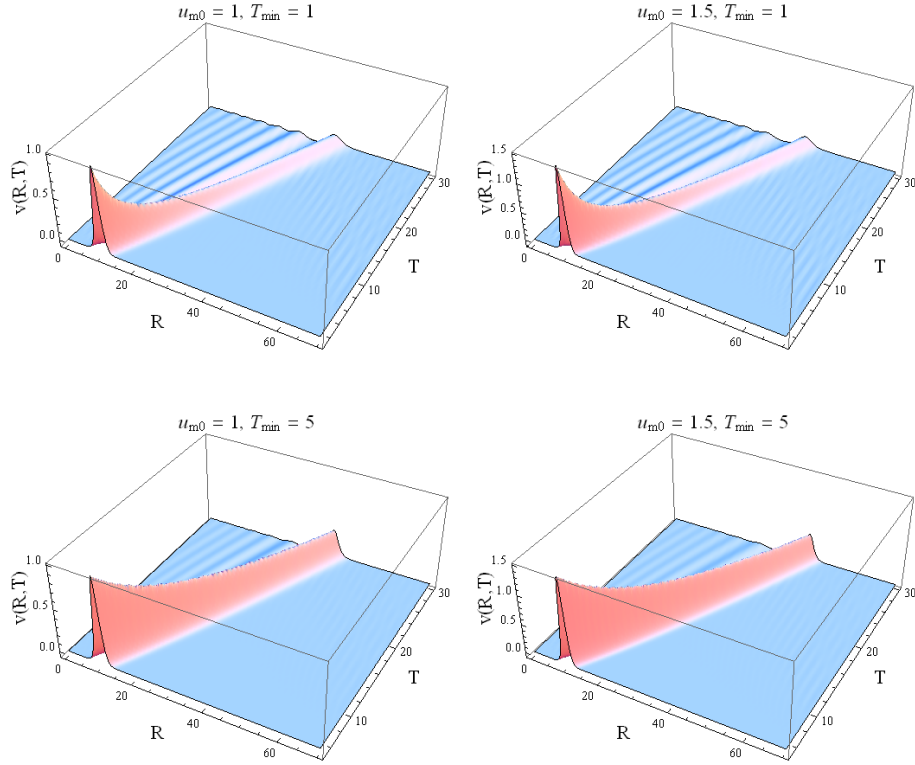 u_m0 = 1, T_min = 1
1.0
0.5
0.0
v(R,T)
0
20
40
60
R
10
20
30
T
u_m0 = 1.5, T_min = 1
1.5
1.0
0.5
0.0
v(R,T)
0
20
40
60
R
10
20
30
T
u_m0 = 1, T_min = 5
1.0
0.5
0.0
v(R,T)
0
20
40
60
R
10
20
30
T
u_m0 = 1.5, T_min = 5
1.5
1.0
0.5
0.0
v(R,T)
0
20
40
60
R
10
20
30
T